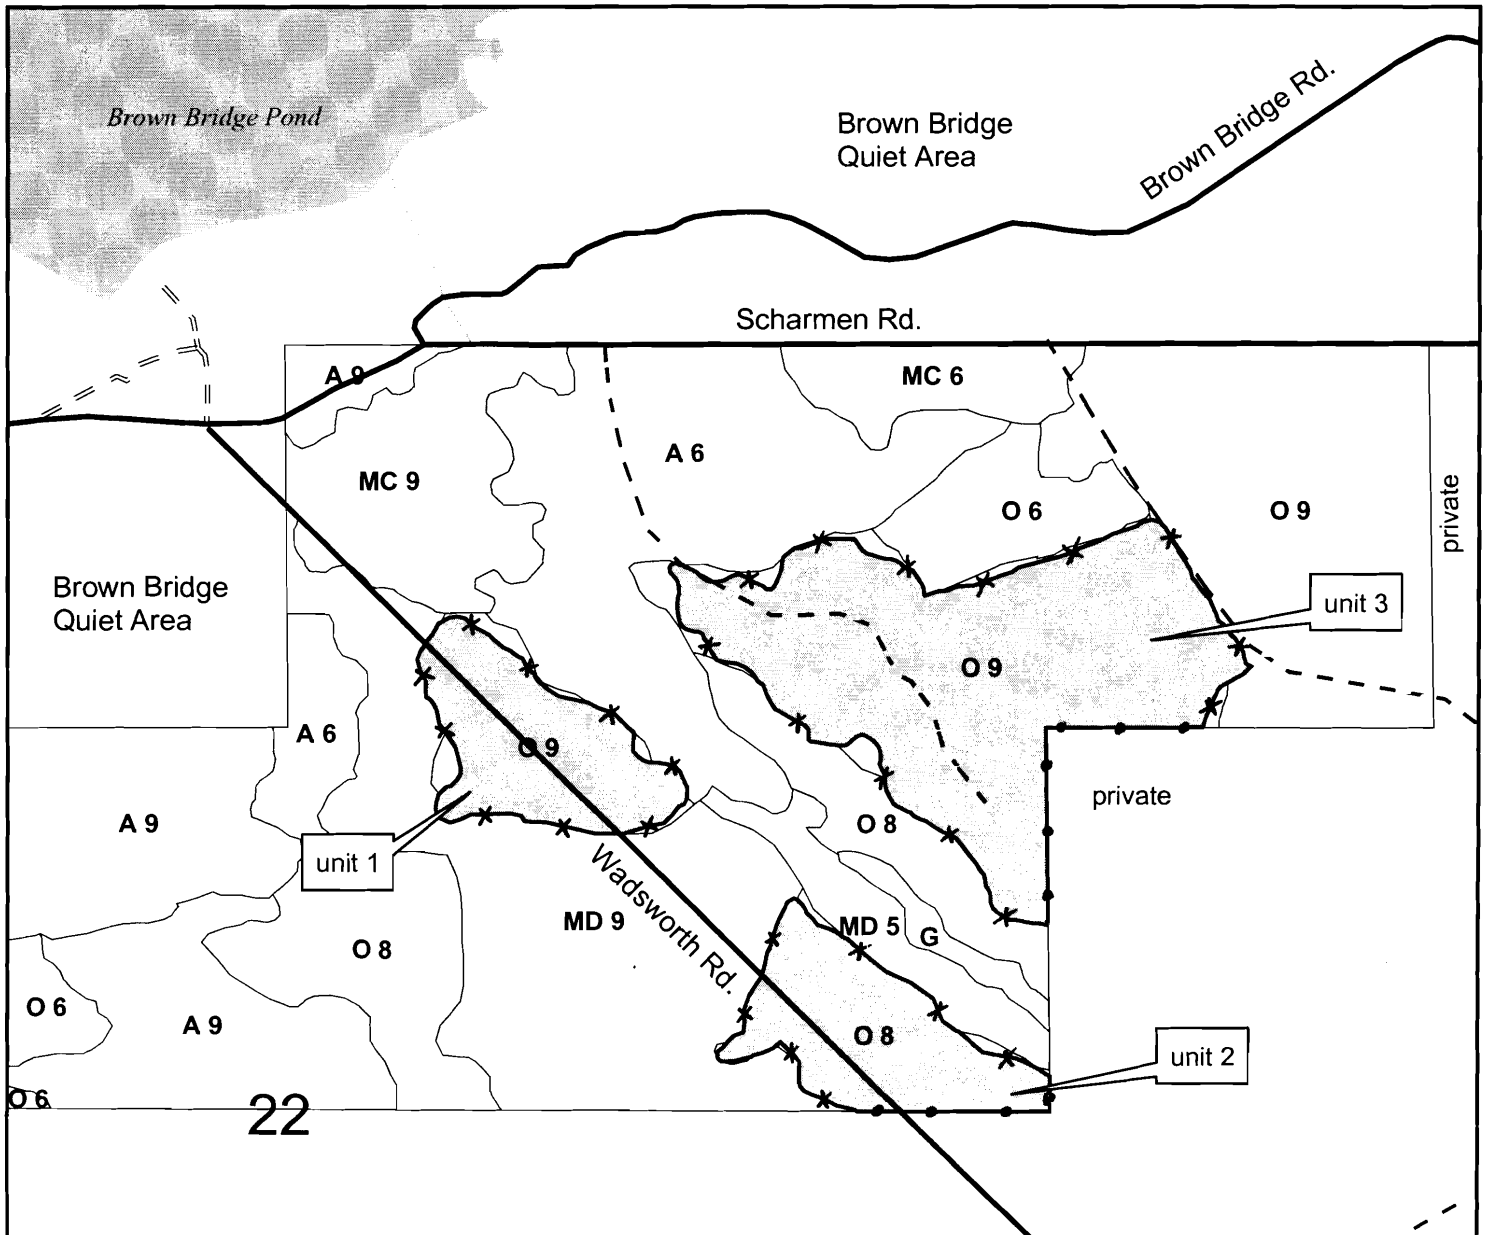 Brown Bridge Pond
Brown Bridge
Quiet Area
Brown Bridge Rd.
Scharmen Rd.
A 9
MC 6
A 6
MC 9
O 6
O 9
private
Brown Bridge
Quiet Area
unit 3
O 9
A 6
O 9
private
A 9
O 8
unit 1
Wadsworth Rd.
MD 9
MD 5
G
O 8
O 6
A 9
O 8
unit 2
O 6
22